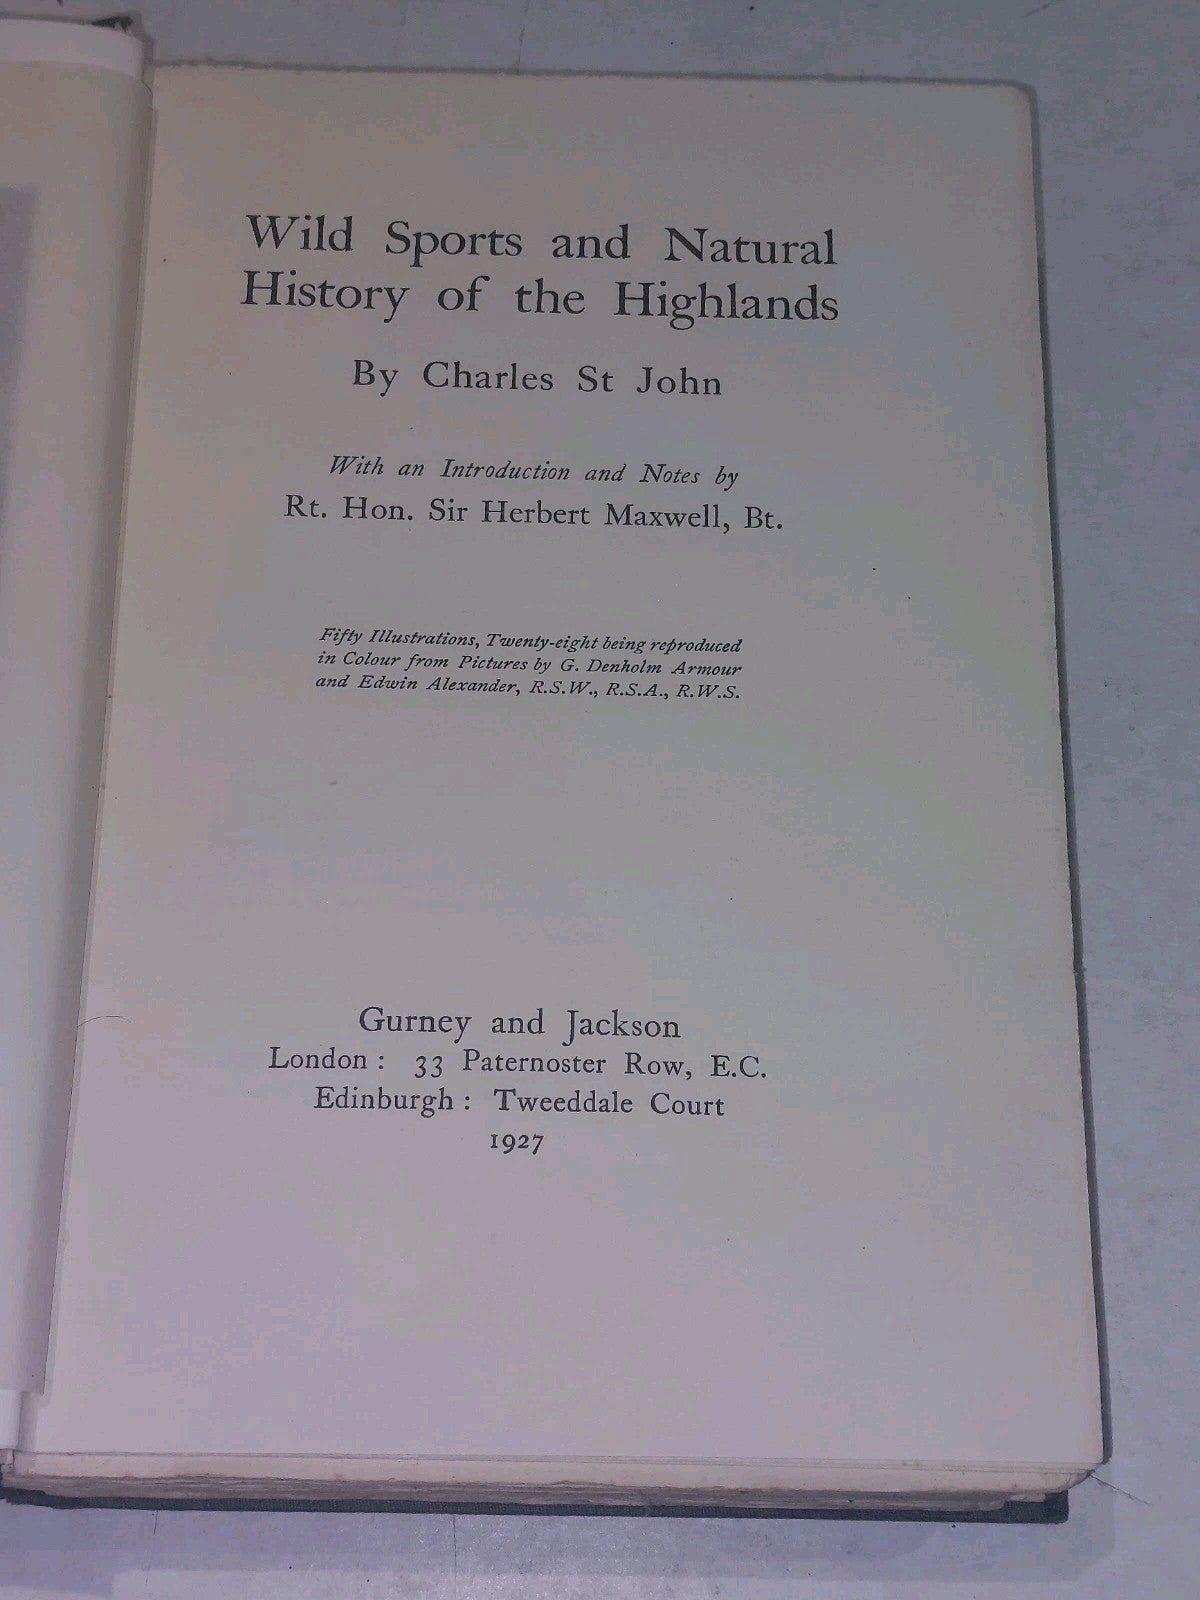 Wild Sports and Natural
History of the Highlands
By Charles St John
With an Introduction and Notes by
Rt. Hon. Sir Herbert Maxwell, Bt.
Fifty Illustrations, Twenty-eight being reproduced
in Colour from Pictures by G. Denholm Armour
and Edwin Alexander, R.S.W., R.S.A., R.W.S.
Gurney and Jackson
London : 33 Paternoster Row, E.C.
Edinburgh : Tweeddale Court
1927